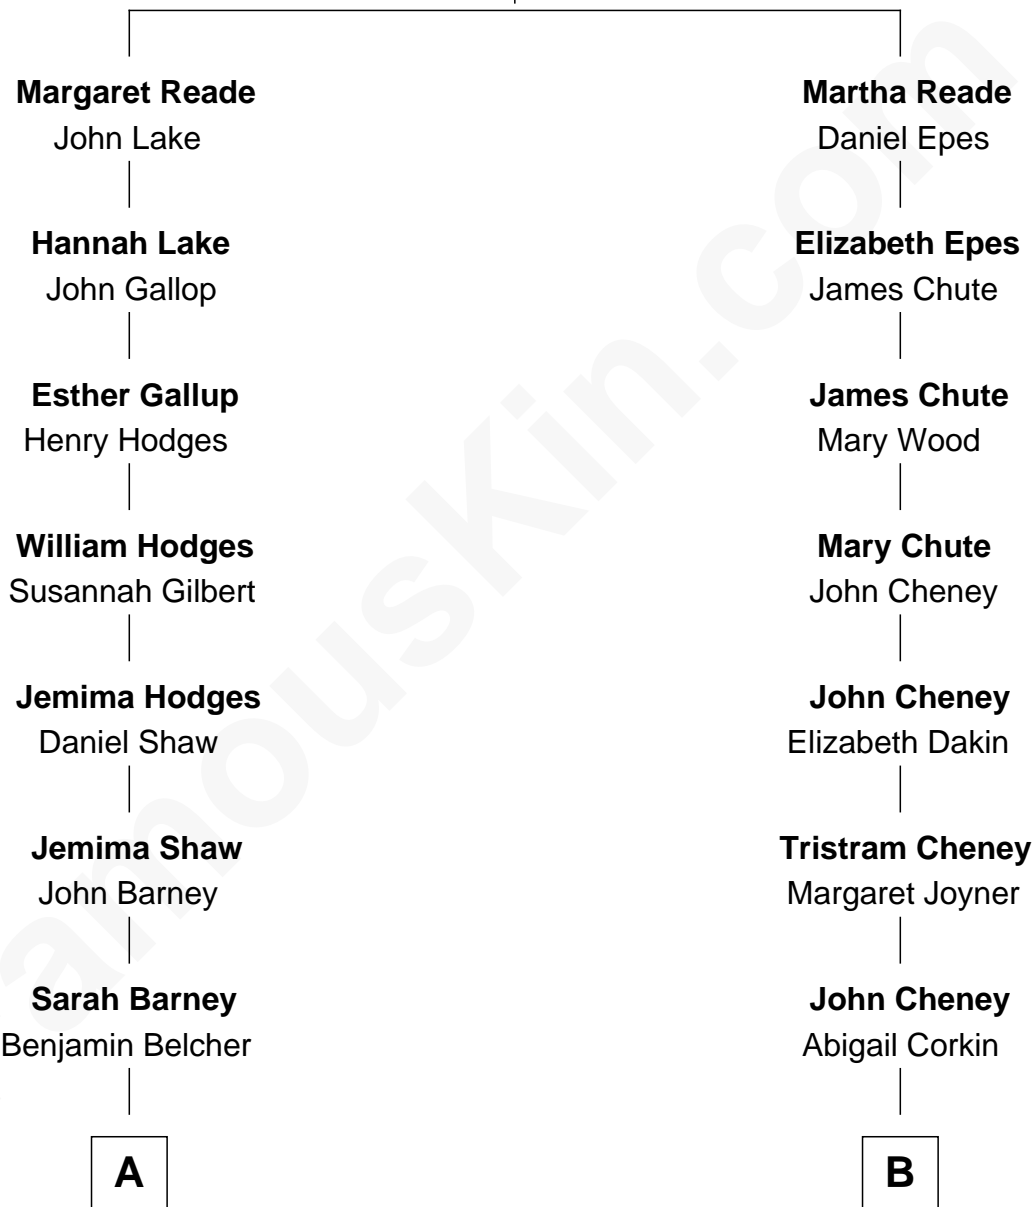 Margaret Reade
John Lake
Martha Reade
Daniel Epes
Hannah Lake
John Gallop
Elizabeth Epes
James Chute
Esther Gallup
Henry Hodges
James Chute
Mary Wood
William Hodges
Susannah Gilbert
Mary Chute
John Cheney
Jemima Hodges
Daniel Shaw
John Cheney
Elizabeth Dakin
Jemima Shaw
John Barney
Tristram Cheney
Margaret Joyner
Sarah Barney
Benjamin Belcher
John Cheney
Abigail Corkin
A
B
amouskin.com